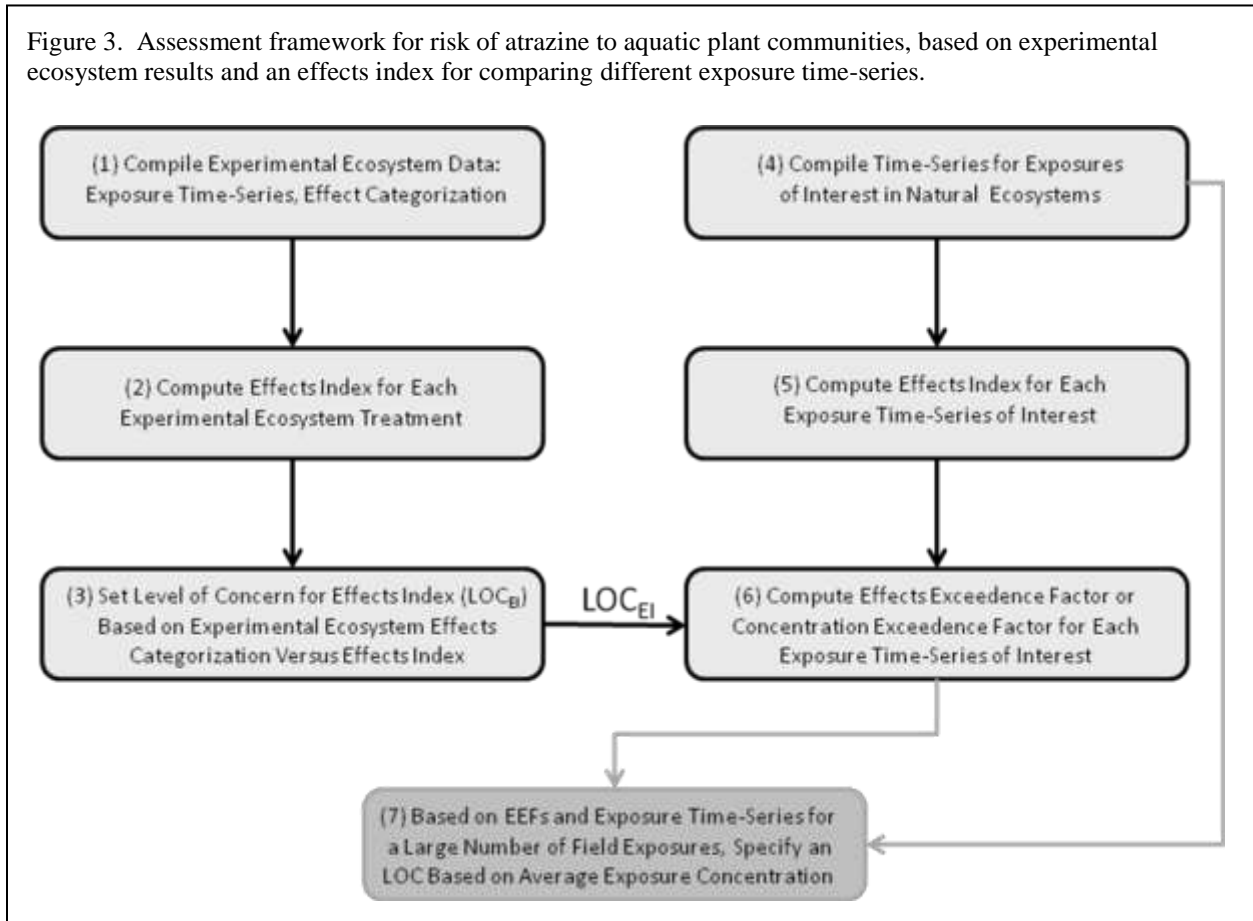 Figure 3. Assessment framework for risk of atrazine to aquatic plant communities, based on experimental
ecosystem results and an effects index for comparing different exposure time-series.
(1) Compile Experimental Ecosystem Data:
Exposure Time-Series, Effect Categorization
(4) Compile Time-Series for Exposures
of Interest in Natural Ecosystems
(2) Compute Effects Index for Each
Experimental Ecosystem Treatment
(5) Compute Effects Index for Each
Exposure Time-Series of Interest
(3) Set Level of Concern for Effects Index (LOC_EI)
Based on Experimental Ecosystem Effects
Categorization Versus Effects Index
LOC_EI
(6) Compute Effects Exceedence Factor or
Concentration Exceedence Factor for Each
Exposure Time-Series of Interest
(7) Based on EEFs and Exposure Time-Series for
a Large Number of Field Exposures, Specify an
LOC Based on Average Exposure Concentration